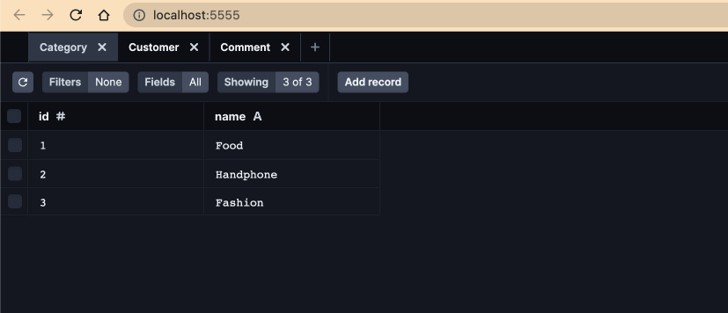 localhost:5555
Category Customer Comment
Filters None Fields All Showing 3 of 3 Add record
id # name A
1 Food
2 Handphone
3 Fashion